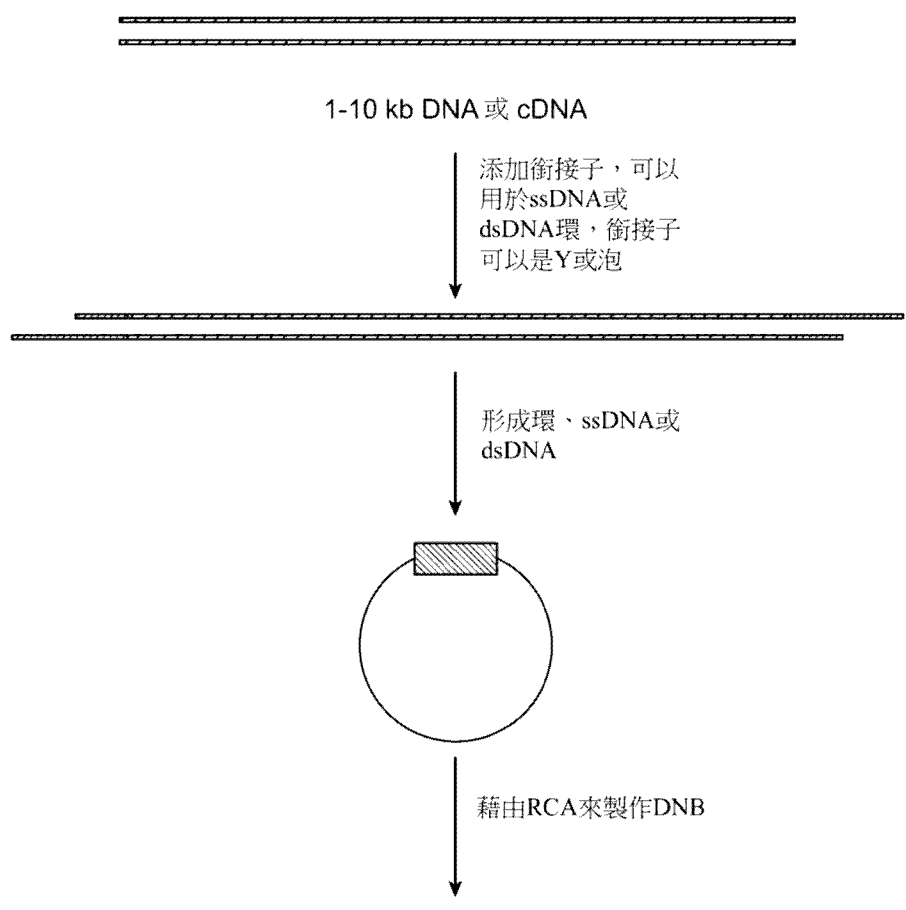 1-10 kb DNA 或 cDNA
添加銜接子，可以
用於ssDNA或
dsDNA環，銜接子
可以是Y或泡
形成環、ssDNA或
dsDNA
藉由RCA來製作DNB